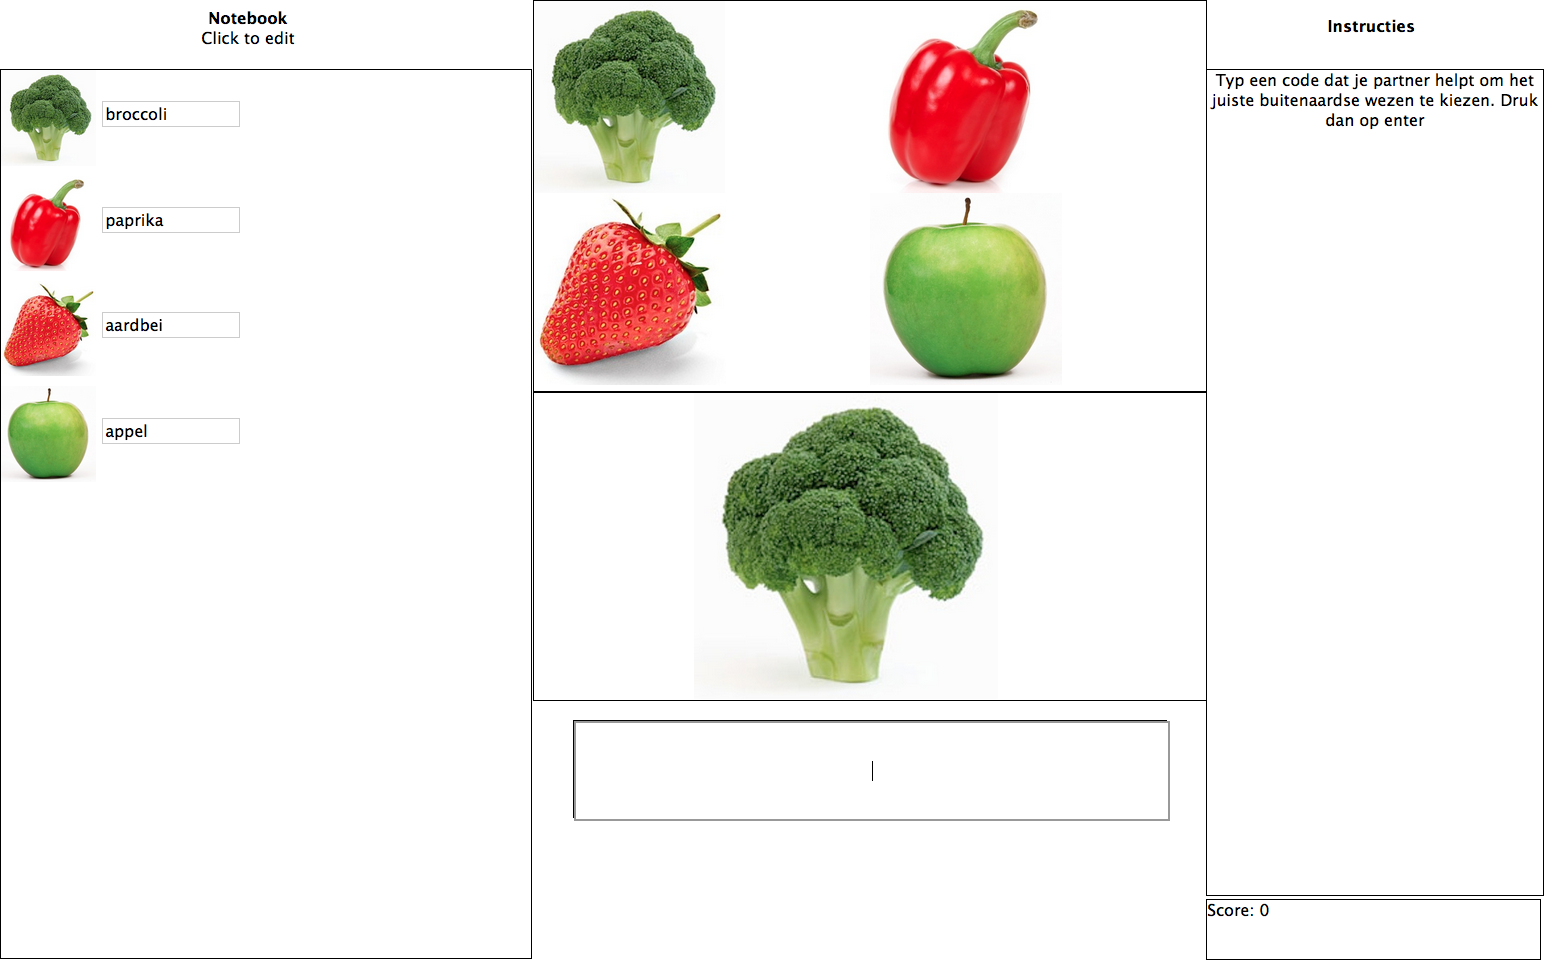 Notebook
Click to edit
broccoli
paprika
aardbei
appel
Instructies
Typ een code dat je partner helpt om het
juiste buitenaardse wezen te kiezen. Druk
dan op enter
Score: 0